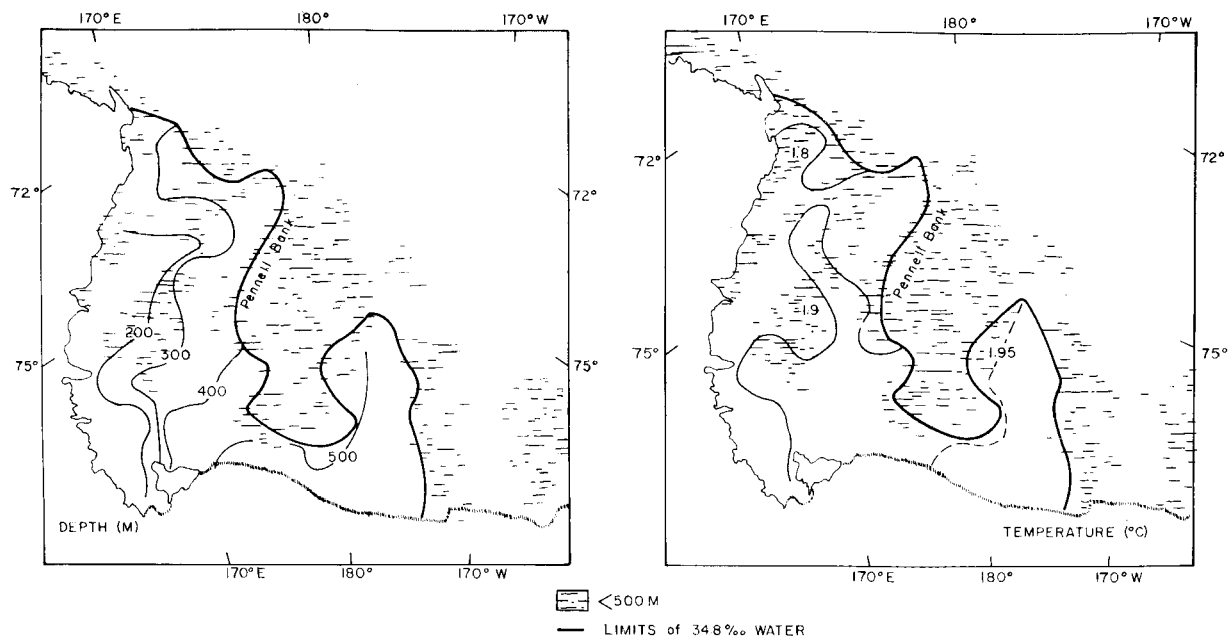 170°E 180° 170°W
72° 72°
75° 75°
Pennell Bank
200
300
400
500
DEPTH (M)
170°E 180° 170°W
170°E 180° 170°W
72° 72°
75° 75°
Pennell Bank
-1.8
-1.9
-1.95
TEMPERATURE (°C)
170°E 180° 170°W
<500 M
LIMITS of 34.8‰ WATER